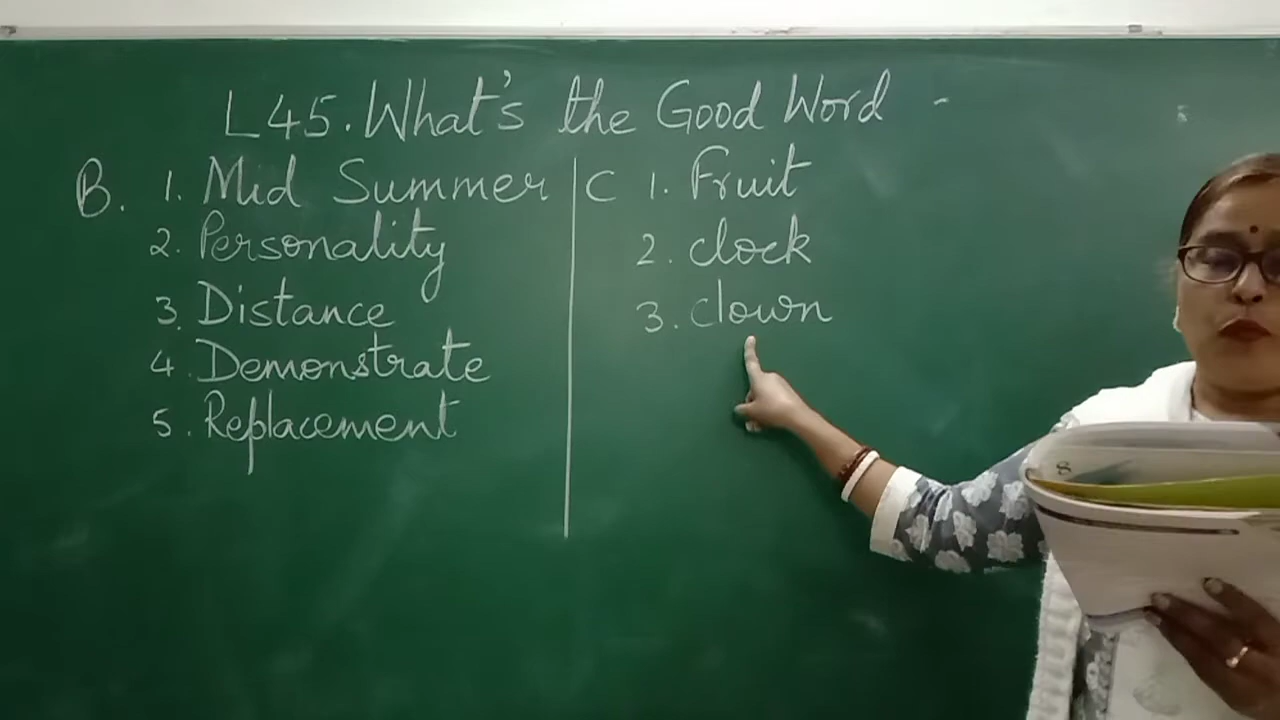 L 45. What's the Good Word -
B. 1. Mid Summer
2. Personality
3. Distance
4. Demonstrate
5. Replacement
C 1. Fruit
2. clock
3. clown